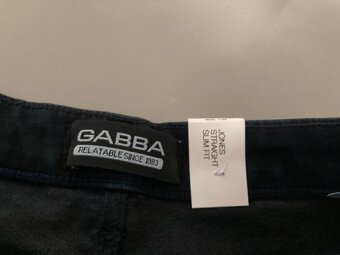 GABBA
RELATABLE SINCE 1983
JONES
STRAIGHT
SLIM FIT